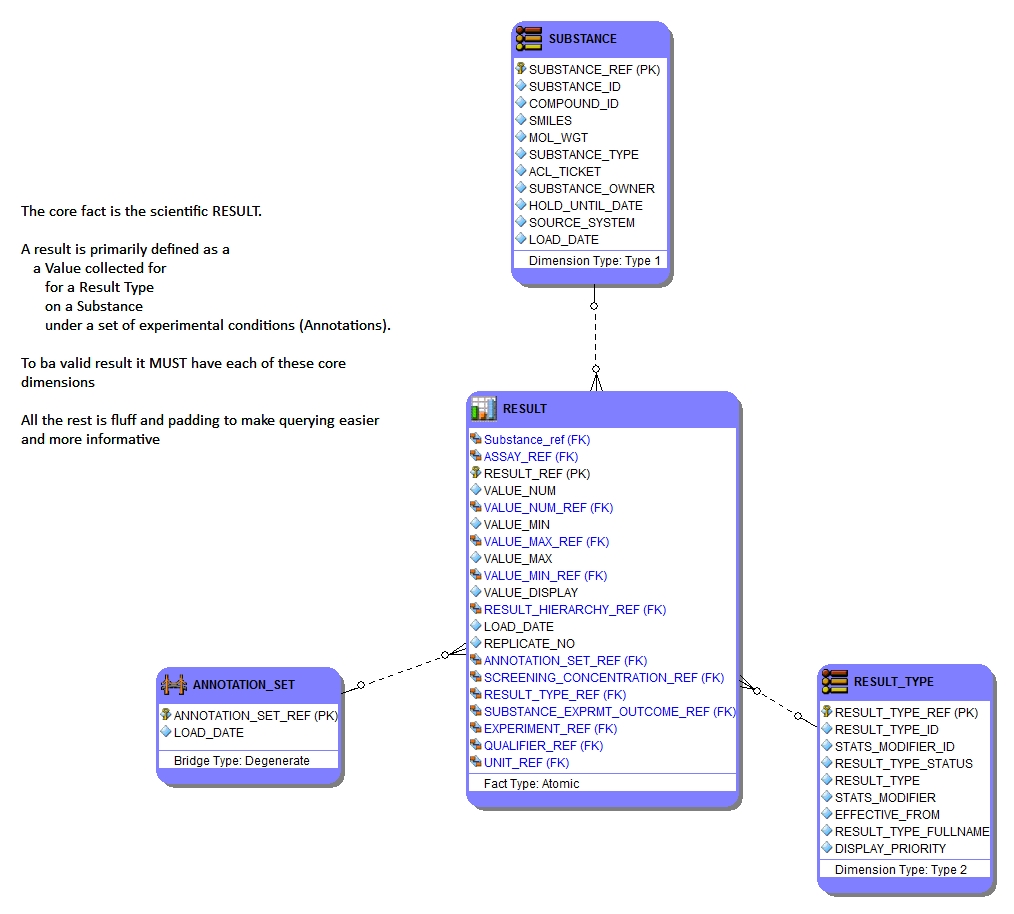 SUBSTANCE
SUBSTANCE_REF (PK)
SUBSTANCE_ID
COMPOUND_ID
SMILES
MOL_WGT
SUBSTANCE_TYPE
ACL_TICKET
SUBSTANCE_OWNER
HOLD_UNTIL_DATE
SOURCE_SYSTEM
LOAD_DATE
Dimension Type: Type 1
The core fact is the scientific RESULT.
A result is primarily defined as a
a Value collected for
for a Result Type
on a Substance
under a set of experimental conditions (Annotations).
To ba valid result it MUST have each of these core
dimensions
All the rest is fluff and padding to make querying easier
and more informative
RESULT
Substance_ref (FK)
ASSAY_REF (FK)
RESULT_REF (PK)
VALUE_NUM
VALUE_NUM_REF (FK)
VALUE_MIN
VALUE_MAX_REF (FK)
VALUE_MAX
VALUE_MIN_REF (FK)
VALUE_DISPLAY
RESULT_HIERARCHY_REF (FK)
LOAD_DATE
REPLICATE_NO
ANNOTATION_SET_REF (FK)
SCREENING_CONCENTRATION_REF (FK)
RESULT_TYPE_REF (FK)
SUBSTANCE_EXPRMT_OUTCOME_REF (FK)
EXPERIMENT_REF (FK)
QUALIFIER_REF (FK)
UNIT_REF (FK)
Fact Type: Atomic
ANNOTATION_SET
ANNOTATION_SET_REF (PK)
LOAD_DATE
Bridge Type: Degenerate
RESULT_TYPE
RESULT_TYPE_REF (PK)
RESULT_TYPE_ID
STATS_MODIFIER_ID
RESULT_TYPE_STATUS
RESULT_TYPE
STATS_MODIFIER
EFFECTIVE_FROM
RESULT_TYPE_FULLNAME
DISPLAY_PRIORITY
Dimension Type: Type 2